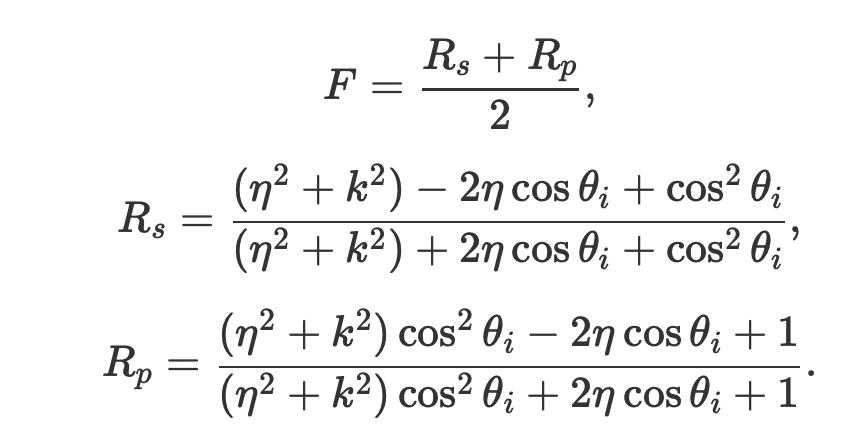 F = \frac{R_s + R_p}{2},
R_s = \frac{(\eta^2 + k^2) - 2\eta \cos\theta_i + \cos^2\theta_i}{(\eta^2 + k^2) + 2\eta \cos\theta_i + \cos^2\theta_i},
R_p = \frac{(\eta^2 + k^2)\cos^2\theta_i - 2\eta \cos\theta_i + 1}{(\eta^2 + k^2)\cos^2\theta_i + 2\eta \cos\theta_i + 1}.